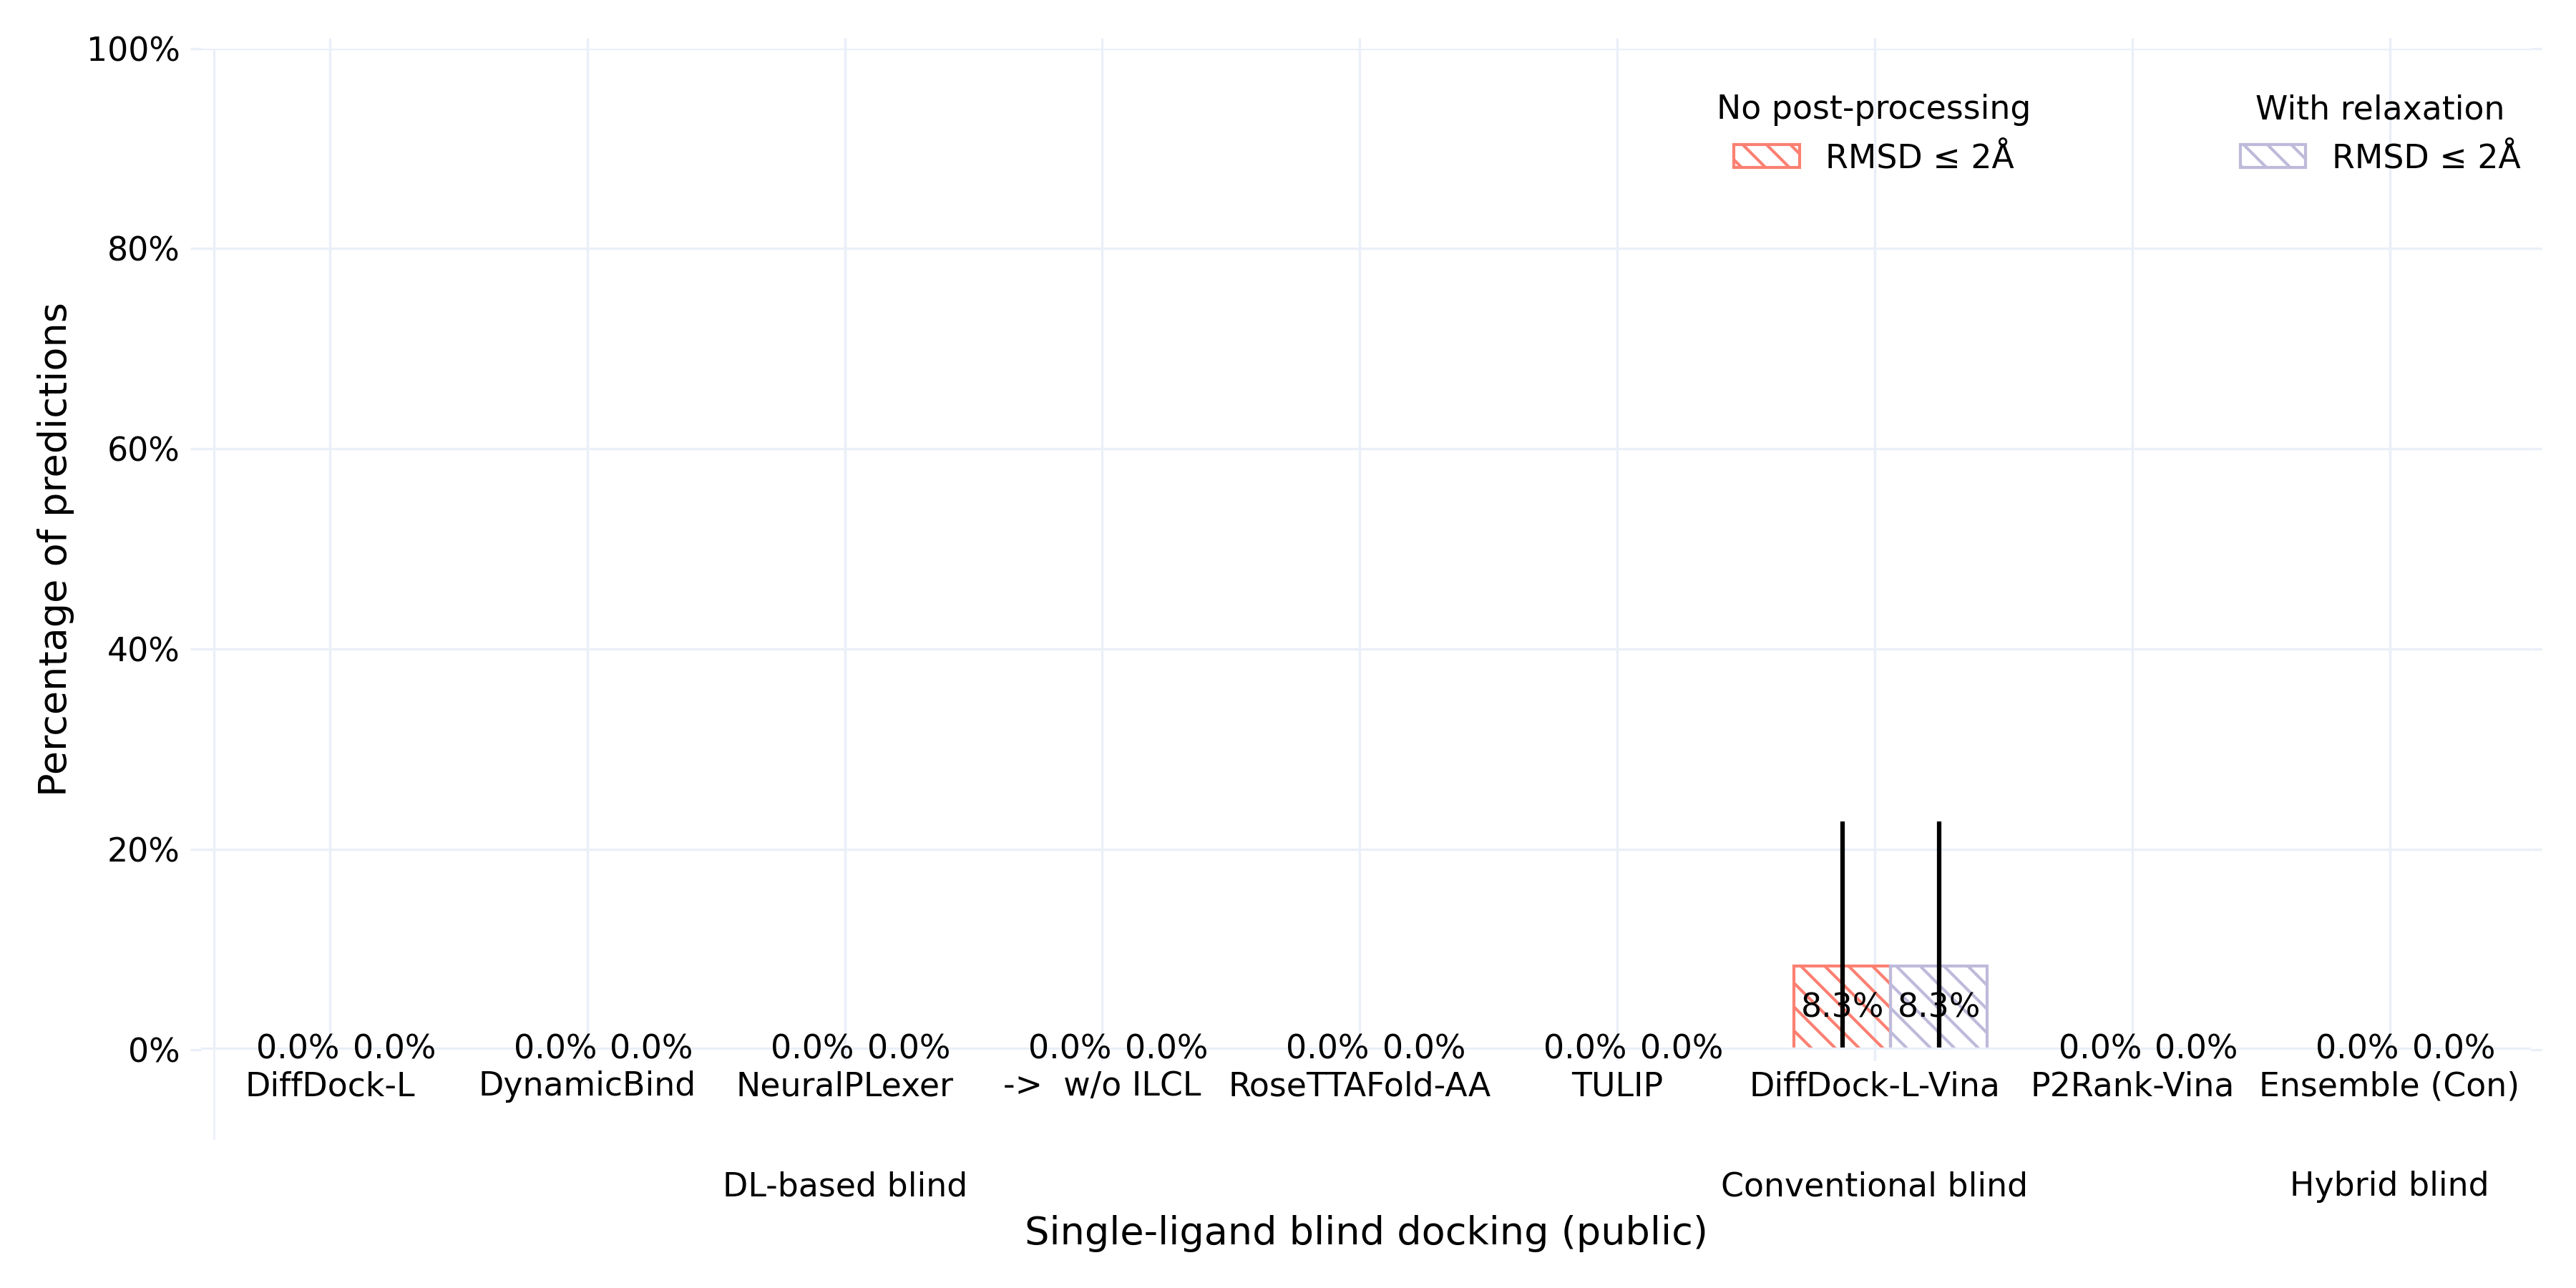 100%
80%
60%
40%
20%
0%
Percentage of predictions
No post-processing
RMSD ≤ 2Å
With relaxation
RMSD ≤ 2Å
0.0% 0.0% 0.0% 0.0% 0.0% 0.0% 0.0% 0.0% 0.0% 0.0% 0.0% 0.0% 8.3% 8.3% 0.0% 0.0% 0.0% 0.0%
DiffDock-L DynamicBind NeuralPLexer -> w/o ILCL RoseTTAFold-AA TULIP DiffDock-L-Vina P2Rank-Vina Ensemble (Con)
DL-based blind Conventional blind Hybrid blind
Single-ligand blind docking (public)